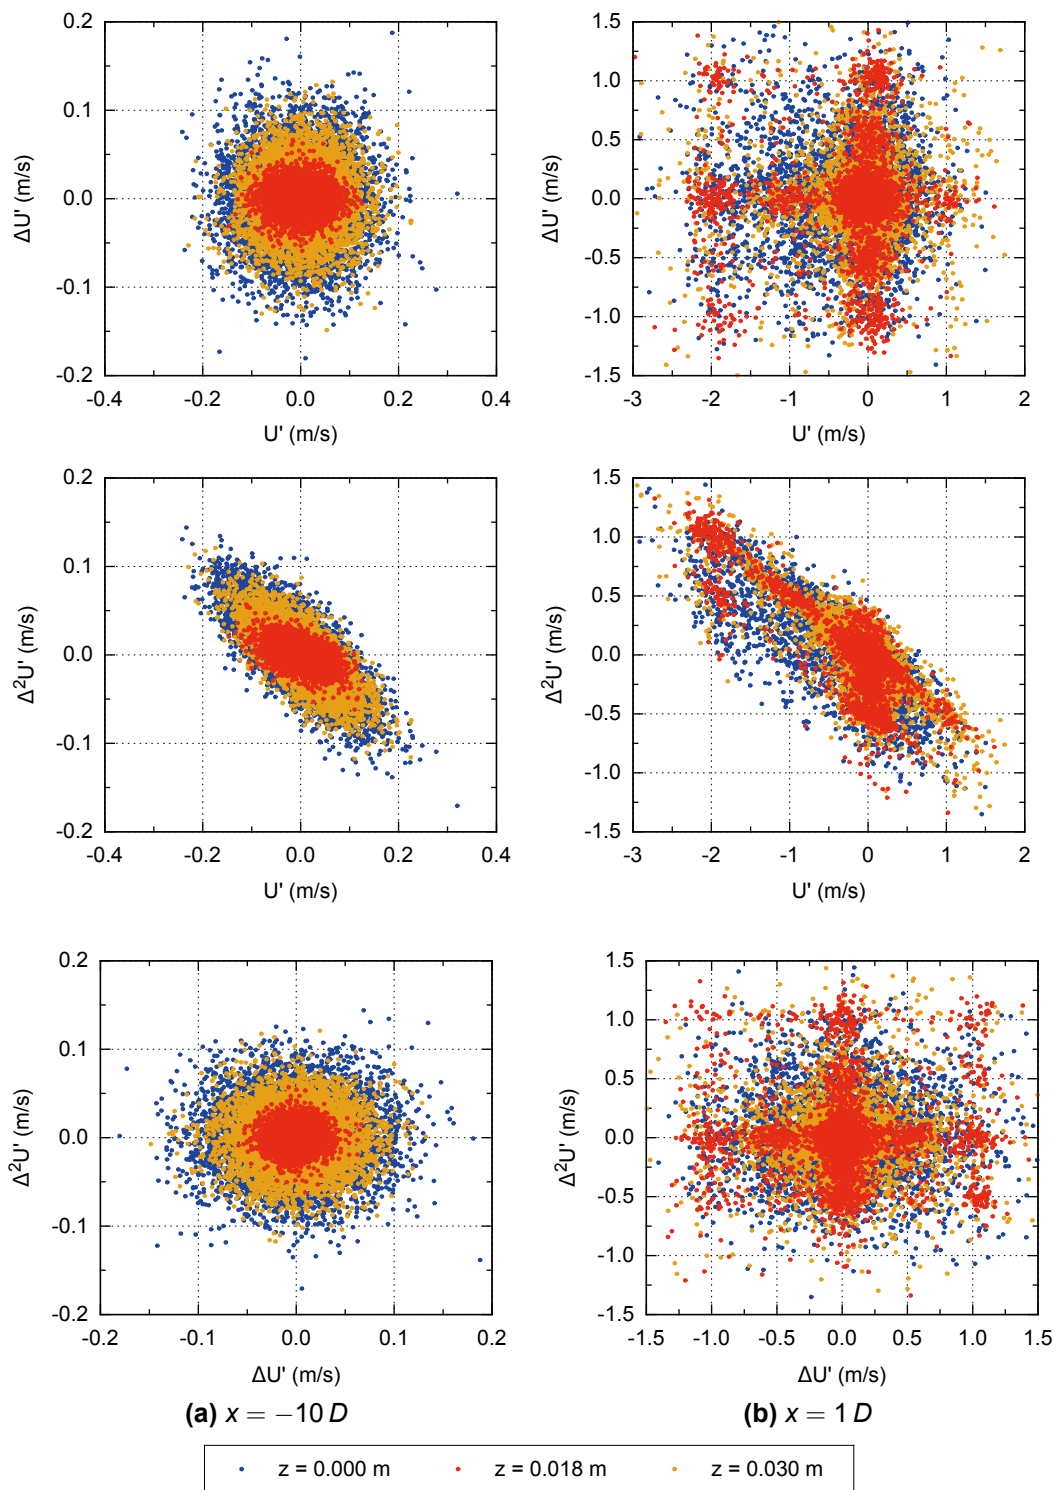 0.2
0.1
0.0
-0.1
-0.2
ΔU' (m/s)
-0.4 -0.2 0.0 0.2 0.4
U' (m/s)
1.5
1.0
0.5
0.0
-0.5
-1.0
-1.5
ΔU' (m/s)
-3 -2 -1 0 1 2
U' (m/s)
0.2
0.1
0.0
-0.1
-0.2
Δ²U' (m/s)
-0.4 -0.2 0.0 0.2 0.4
U' (m/s)
1.5
1.0
0.5
0.0
-0.5
-1.0
-1.5
Δ²U' (m/s)
-3 -2 -1 0 1 2
U' (m/s)
0.2
0.1
0.0
-0.1
-0.2
Δ²U' (m/s)
-0.2 -0.1 0.0 0.1 0.2
ΔU' (m/s)
(a) x = −10 D
1.5
1.0
0.5
0.0
-0.5
-1.0
-1.5
Δ²U' (m/s)
-1.5 -1.0 -0.5 0.0 0.5 1.0 1.5
ΔU' (m/s)
(b) x = 1 D
z = 0.000 m z = 0.018 m z = 0.030 m